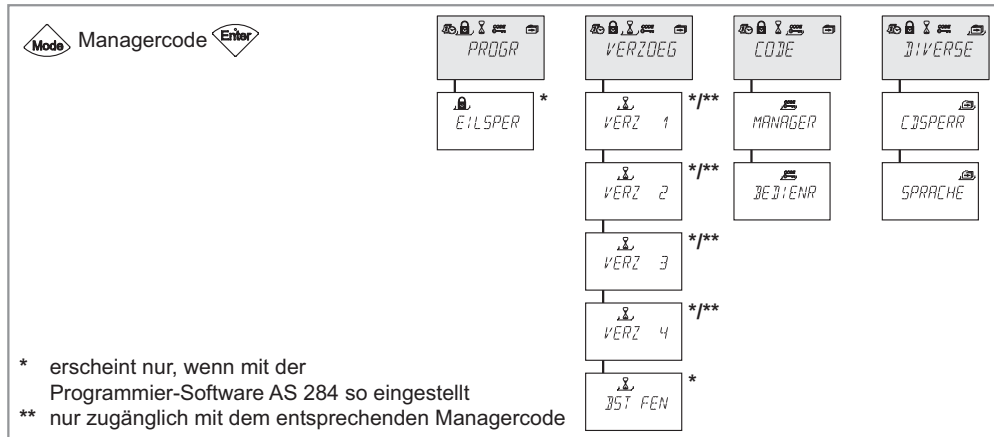 Mode Managercode Enter
PROGR
VERZOEG
CODE
DIVERSE
EILSPER *
VERZ 1 */**
MANAGER
CDSPERR
VERZ 2 */**
BEDIENR
SPRACHE
VERZ 3 */**
VERZ 4 */**
DST FEN *
* erscheint nur, wenn mit der
Programmier-Software AS 284 so eingestellt
** nur zugänglich mit dem entsprechenden Managercode